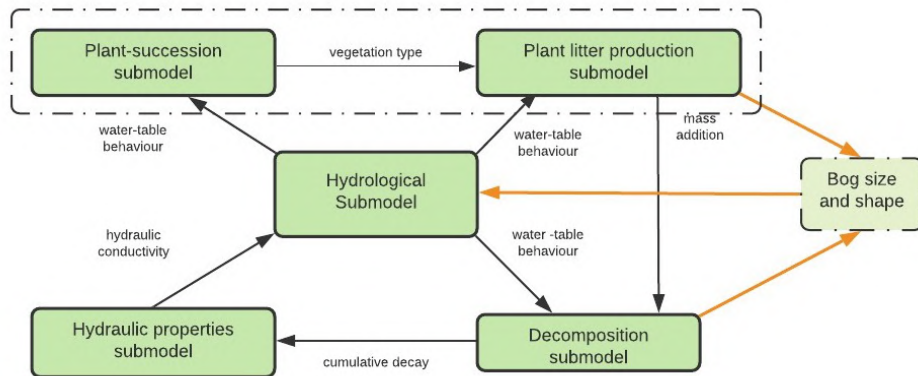 Plant-succession
submodel
vegetation type
Plant litter production
submodel
water-table
behaviour
water-table
behaviour
mass
addition
Hydrological
Submodel
Bog size
and shape
hydraulic
conductivity
water -table
behaviour
Hydraulic properties
submodel
cumulative decay
Decomposition
submodel